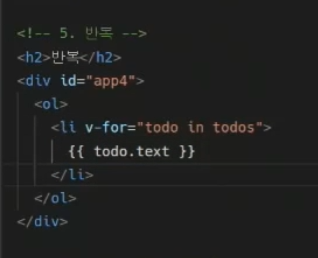 <!-- 5. 반복 -->
<h2>반복</h2>
<div id="app4">
<ol>
<li v-for="todo in todos">
{{ todo.text }}
</li>
</ol>
</div>